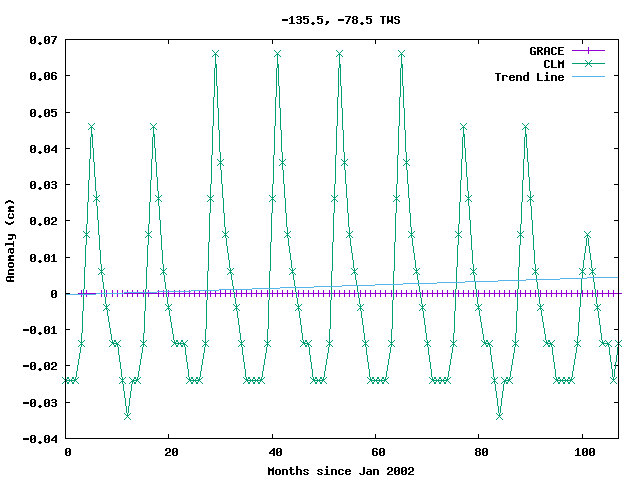 -135.5, -78.5 TWS
GRACE
CLM
Trend Line
0.07
0.06
0.05
0.04
0.03
0.02
0.01
0
-0.01
-0.02
-0.03
-0.04
Anomaly (cm)
0 20 40 60 80 100
Months since Jan 2002